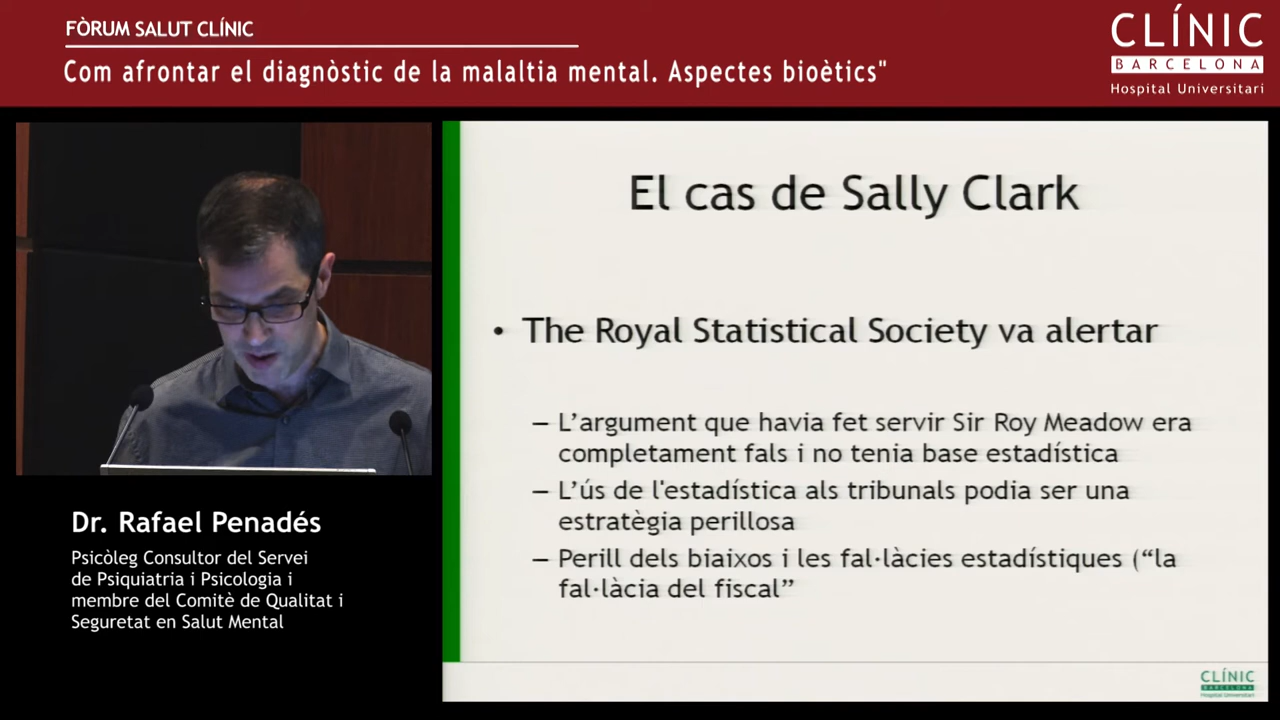 FÒRUM SALUT CLÍNIC
Com afrontar el diagnòstic de la malaltia mental. Aspectes bioètics"
CLÍNIC
BARCELONA
Hospital Universitari
El cas de Sally Clark
• The Royal Statistical Society va alertar
– L’argument que havia fet servir Sir Roy Meadow era
completament fals i no tenia base estadística
– L’ús de l'estadística als tribunals podia ser una
estratègia perillosa
– Perill dels biaixos i les fal·làcies estadístiques (“la
fal·làcia del fiscal”
Dr. Rafael Penadés
Psicòleg Consultor del Servei
de Psiquiatria i Psicologia i
membre del Comitè de Qualitat i
Seguretat en Salut Mental
CLÍNIC
BARCELONA
Hospital Universitari